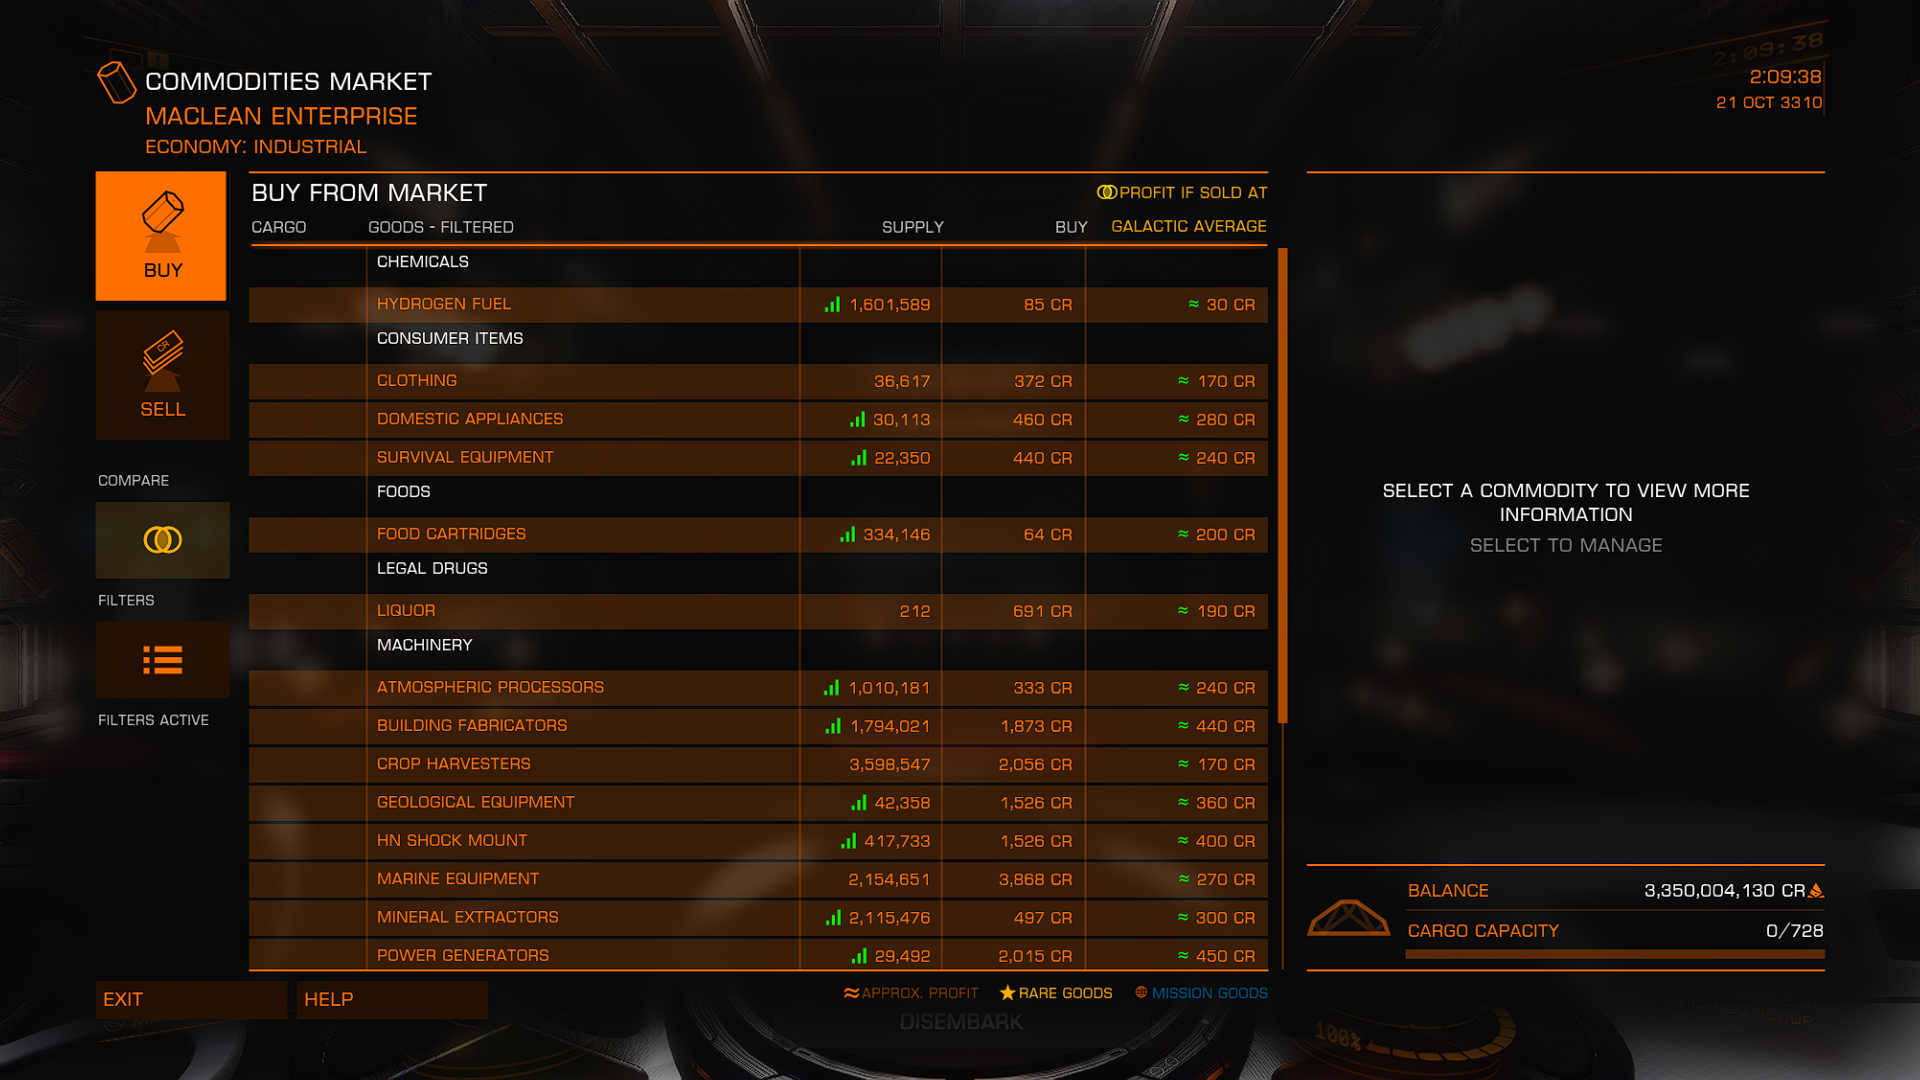 2:09:38
COMMODITIES MARKET
2:09:38
MACLEAN ENTERPRISE
21 OCT 3310
ECONOMY: INDUSTRIAL
BUY
SELL
COMPARE
FILTERS
FILTERS ACTIVE
BUY FROM MARKET PROFIT IF SOLD AT
CARGO GOODS - FILTERED SUPPLY BUY GALACTIC AVERAGE
CHEMICALS
HYDROGEN FUEL 1,601,589 85 CR ≈ 30 CR
CONSUMER ITEMS
CLOTHING 36,617 372 CR ≈ 170 CR
DOMESTIC APPLIANCES 30,113 460 CR ≈ 280 CR
SURVIVAL EQUIPMENT 22,350 440 CR ≈ 240 CR
FOODS
FOOD CARTRIDGES 334,146 64 CR ≈ 200 CR
LEGAL DRUGS
LIQUOR 212 691 CR ≈ 190 CR
MACHINERY
ATMOSPHERIC PROCESSORS 1,010,181 333 CR ≈ 240 CR
BUILDING FABRICATORS 1,794,021 1,873 CR ≈ 440 CR
CROP HARVESTERS 3,598,547 2,056 CR ≈ 170 CR
GEOLOGICAL EQUIPMENT 42,358 1,526 CR ≈ 360 CR
HN SHOCK MOUNT 417,733 1,526 CR ≈ 400 CR
MARINE EQUIPMENT 2,154,651 3,868 CR ≈ 270 CR
MINERAL EXTRACTORS 2,115,476 497 CR ≈ 300 CR
POWER GENERATORS 29,492 2,015 CR ≈ 450 CR
SELECT A COMMODITY TO VIEW MORE
INFORMATION
SELECT TO MANAGE
BALANCE 3,350,004,130 CR
CARGO CAPACITY 0/728
EXIT
HELP
≈ APPROX. PROFIT RARE GOODS MISSION GOODS
DISEMBARK
100%
SCOOP